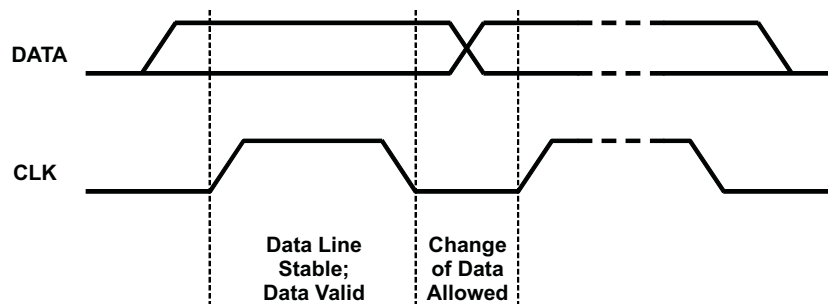 DATA
CLK
Data Line
Stable;
Data Valid
Change
of Data
Allowed